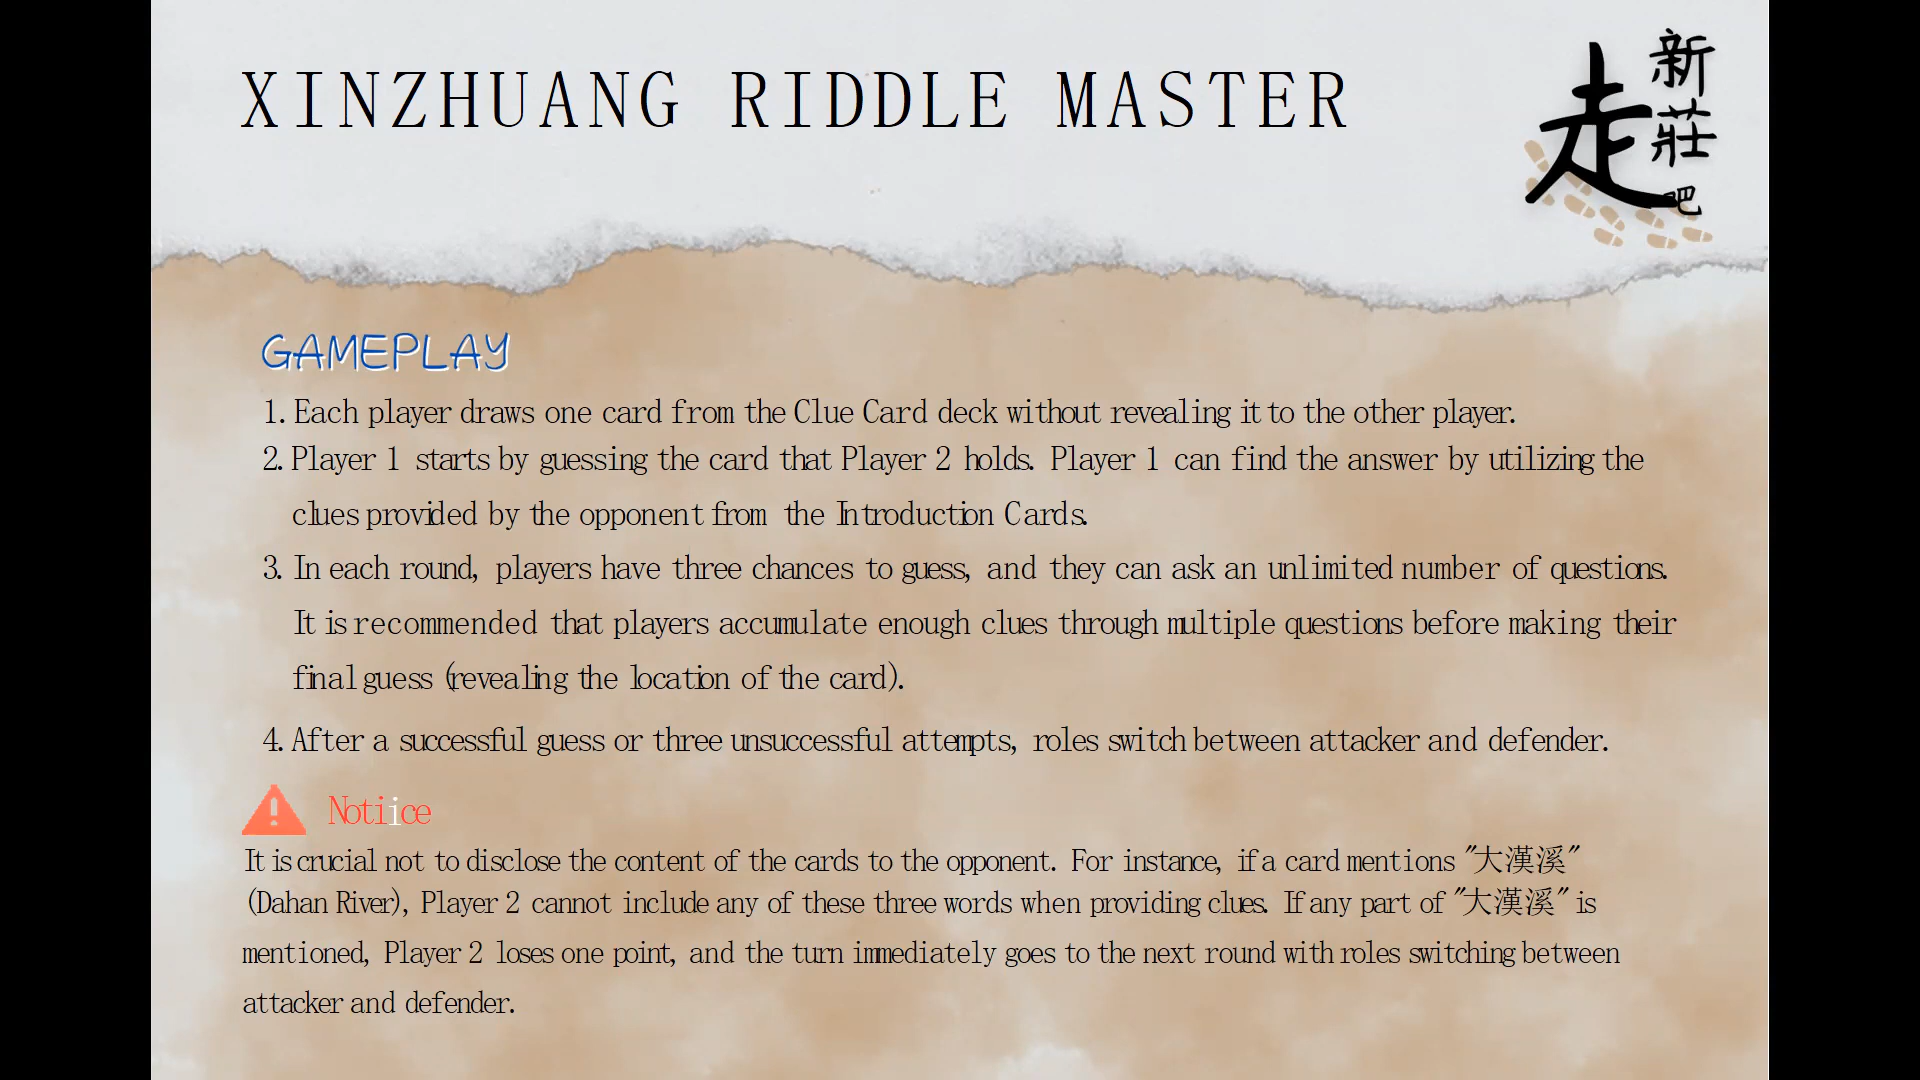 XINZHUANG RIDDLE MASTER
走
新
莊
吧
GAMEPLAY
1. Each player draws one card from the Clue Card deck without revealing it to the other player.
2. Player 1 starts by guessing the card that Player 2 holds. Player 1 can find the answer by utilizing the
clues provided by the opponent from the Introduction Cards.
3. In each round, players have three chances to guess, and they can ask an unlimited number of questions.
It is recommended that players accumulate enough clues through multiple questions before making their
final guess (revealing the location of the card).
4. After a successful guess or three unsuccessful attempts, roles switch between attacker and defender.
Notiice
It is crucial not to disclose the content of the cards to the opponent. For instance, if a card mentions "大漢溪"
(Dahan River), Player 2 cannot include any of these three words when providing clues. If any part of "大漢溪" is
mentioned, Player 2 loses one point, and the turn immediately goes to the next round with roles switching between
attacker and defender.